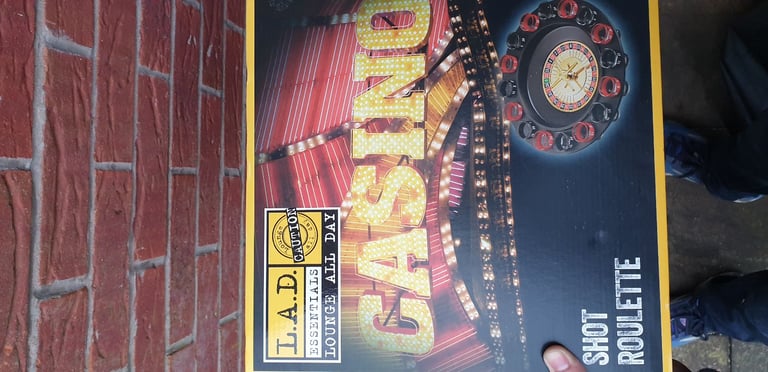 CASINO
L.A.D.
CAUTION
ESSENTIALS
LOUNGE ALL DAY
SHOT
ROULETTE